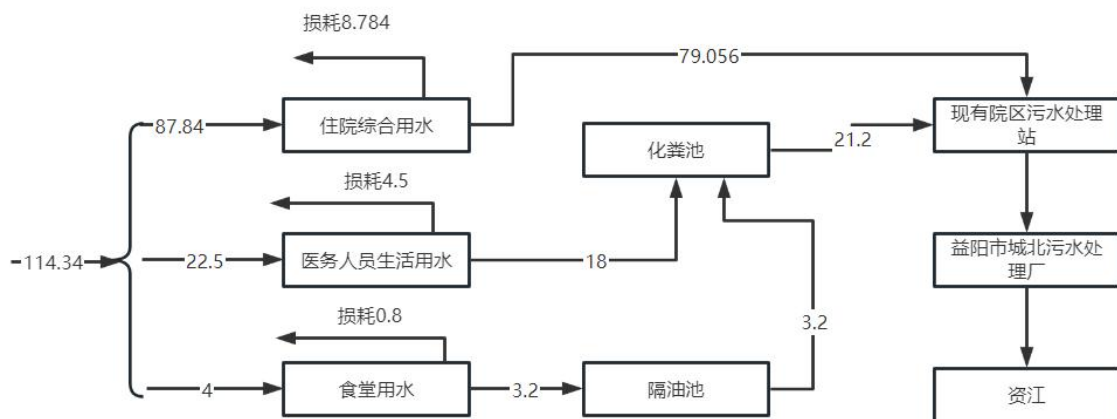 损耗8.784
79.056
87.84
住院综合用水
现有院区污水处理
站
化粪池
21.2
损耗4.5
114.34
22.5
医务人员生活用水
18
益阳市城北污水处
理厂
损耗0.8
3.2
4
食堂用水
3.2
隔油池
资江